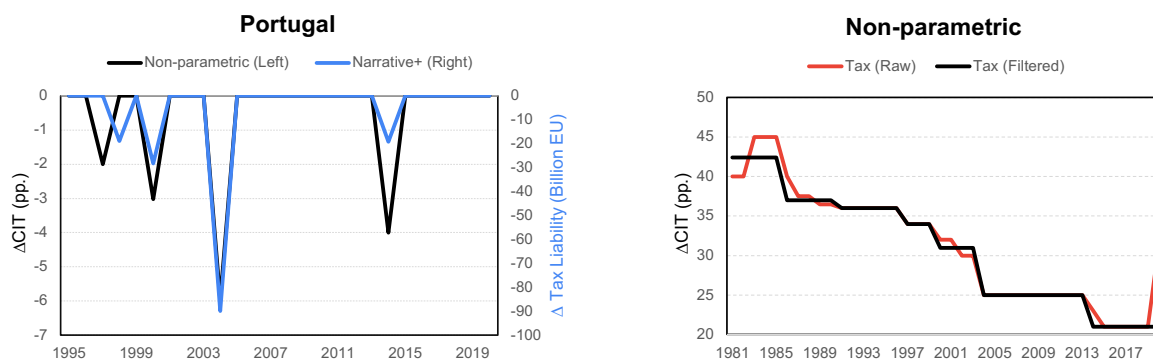 Portugal
Non-parametric (Left) Narrative+ (Right)
0
-1
-2
-3
-4
-5
-6
-7
ΔCIT (pp.)
0
-10
-20
-30
-40
-50
-60
-70
-80
-90
-100
Δ Tax Liability (Billion EU)
1995 1999 2003 2007 2011 2015 2019
Non-parametric
Tax (Raw) Tax (Filtered)
50
45
40
35
30
25
20
ΔCIT (pp.)
1981 1985 1989 1993 1997 2001 2005 2009 2013 2017